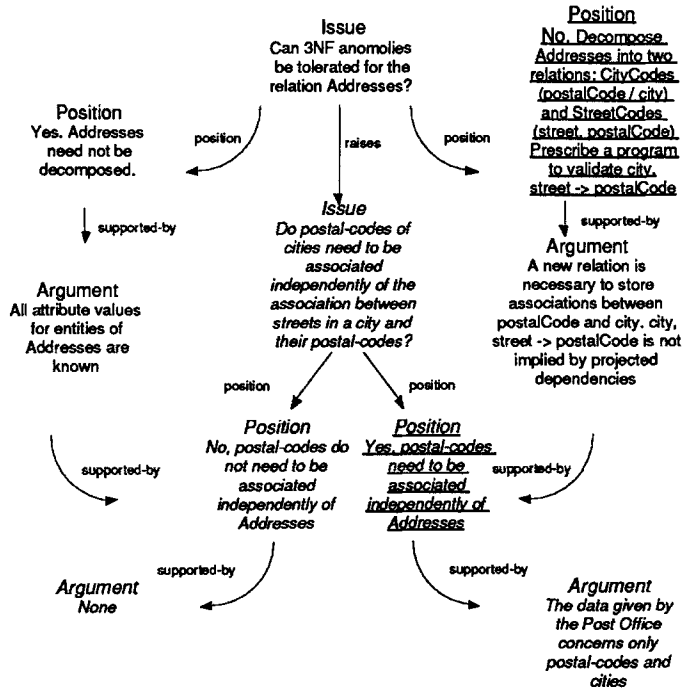 Issue
Can 3NF anomolies
be tolerated for the
relation Addresses?
Position
No. Decompose
Addresses into two
relations: CityCodes
(postalCode / city)
and StreetCodes
(street, postalCode)
Prescribe a program
to validate city,
street -> postalCode
Position
Yes. Addresses
need not be
decomposed.
position
raises
position
supported-by
supported-by
Issue
Do postal-codes of
cities need to be
associated
independently of the
association between
streets in a city and
their postal-codes?
Argument
All attribute values
for entities of
Addresses are
known
Argument
A new relation is
necessary to store
associations between
postalCode and city. city,
street -> postalCode is not
implied by projected
dependencies
position
position
Position
No, postal-codes do
not need to be
associated
independently of
Addresses
Position
Yes, postal-codes
need to be
associated
independently of
Addresses
supported-by
supported-by
supported-by
supported-by
Argument
None
Argument
The data given by
the Post Office
concerns only
postal-codes and
cities